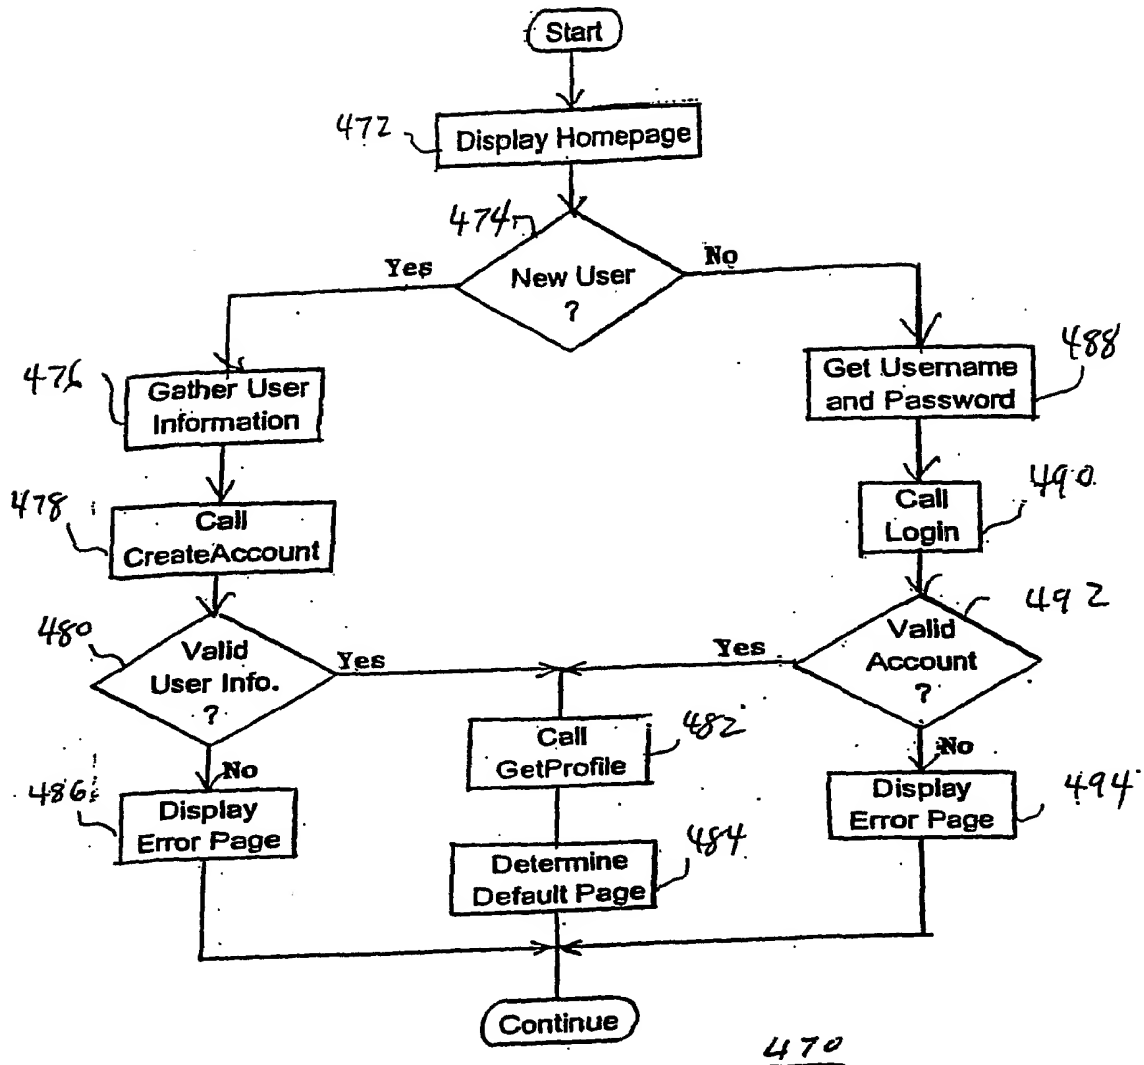 Start
472
Display Homepage
474
Yes
No
New User
?
476
Gather User
Information
488
Get Username
and Password
478
Call
CreateAccount
490
Call
Login
480
Valid
User Info.
?
Yes
492
Valid
Account
?
Yes
482
Call
GetProfile
No
486
Display
Error Page
No
494
Display
Error Page
484
Determine
Default Page
Continue
470